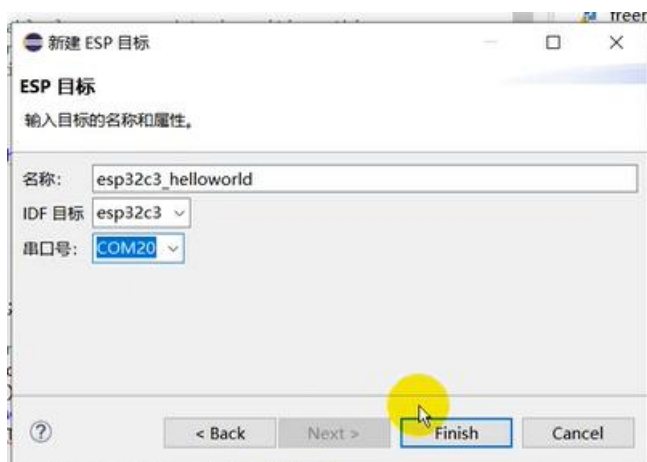 freer
新建 ESP 目标
ESP 目标
输入目标的名称和属性。
名称: esp32c3_helloworld
IDF 目标 esp32c3
串口号: COM20
< Back Next > Finish Cancel